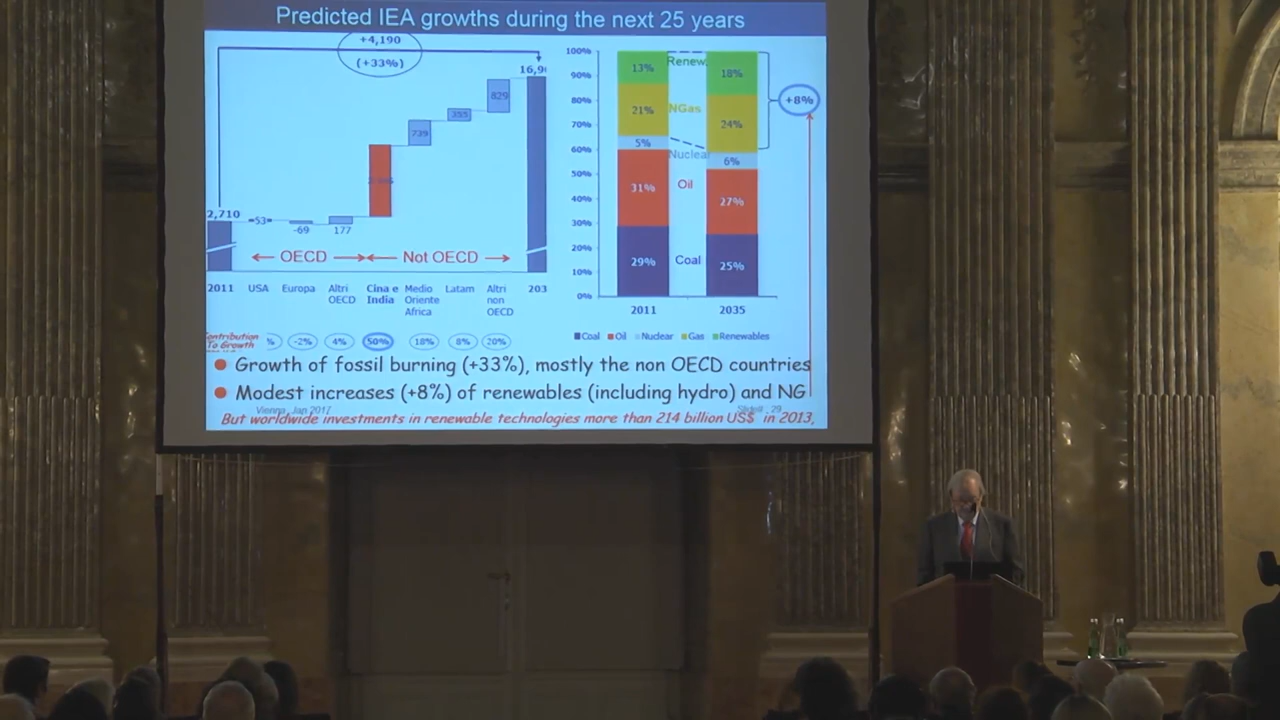 Predicted IEA growths during the next 25 years
+4,190
(+33%)
2,710
-53
-69
177
739
355
829
16,9
OECD
Not OECD
2011
USA
Europa
Altri
OECD
Cina e
India
Medio
Oriente
Africa
Latam
Altri
non
OECD
203
ontribution
To Growth
%
-2%
4%
50%
18%
8%
20%
100%
90%
80%
70%
60%
50%
40%
30%
20%
10%
0%
13%
21%
5%
31%
29%
Renew.
NGas
Nuclear
Oil
Coal
18%
24%
6%
27%
25%
+8%
2011
2035
Coal
Oil
Nuclear
Gas
Renewables
Growth of fossil burning (+33%), mostly the non OECD countries
Modest increases (+8%) of renewables (including hydro) and NG
Vienna, Jan 2017
29
But worldwide investments in renewable technologies more than 214 billion US$ in 2013,